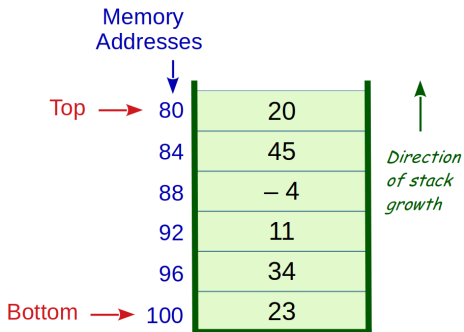 Memory
Addresses
Top 80 20
84 45
88 – 4
92 11
96 34
Bottom 100 23
Direction
of stack
growth